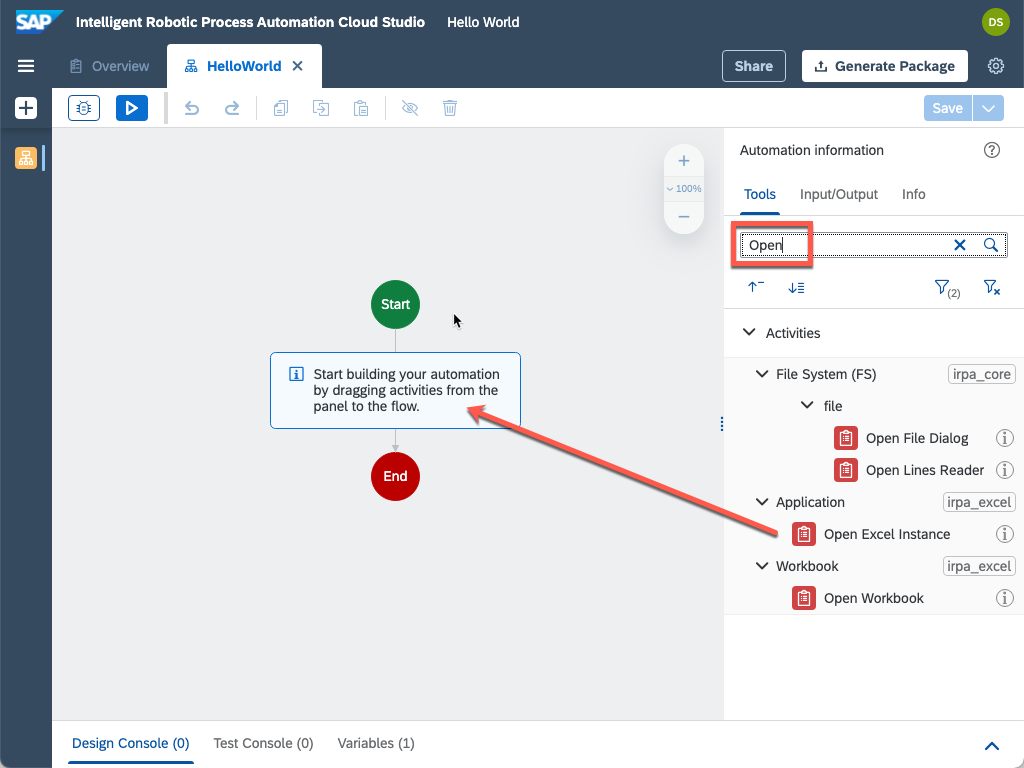 SAP Intelligent Robotic Process Automation Cloud Studio Hello World DS
Overview HelloWorld Share Generate Package
Save
Automation information
100%
Tools Input/Output Info
Open
(2)
Start
Activities
Start building your automation
by dragging activities from the
panel to the flow.
File System (FS) irpa_core
file
Open File Dialog
End
Open Lines Reader
Application irpa_excel
Open Excel Instance
Workbook irpa_excel
Open Workbook
Design Console (0) Test Console (0) Variables (1)